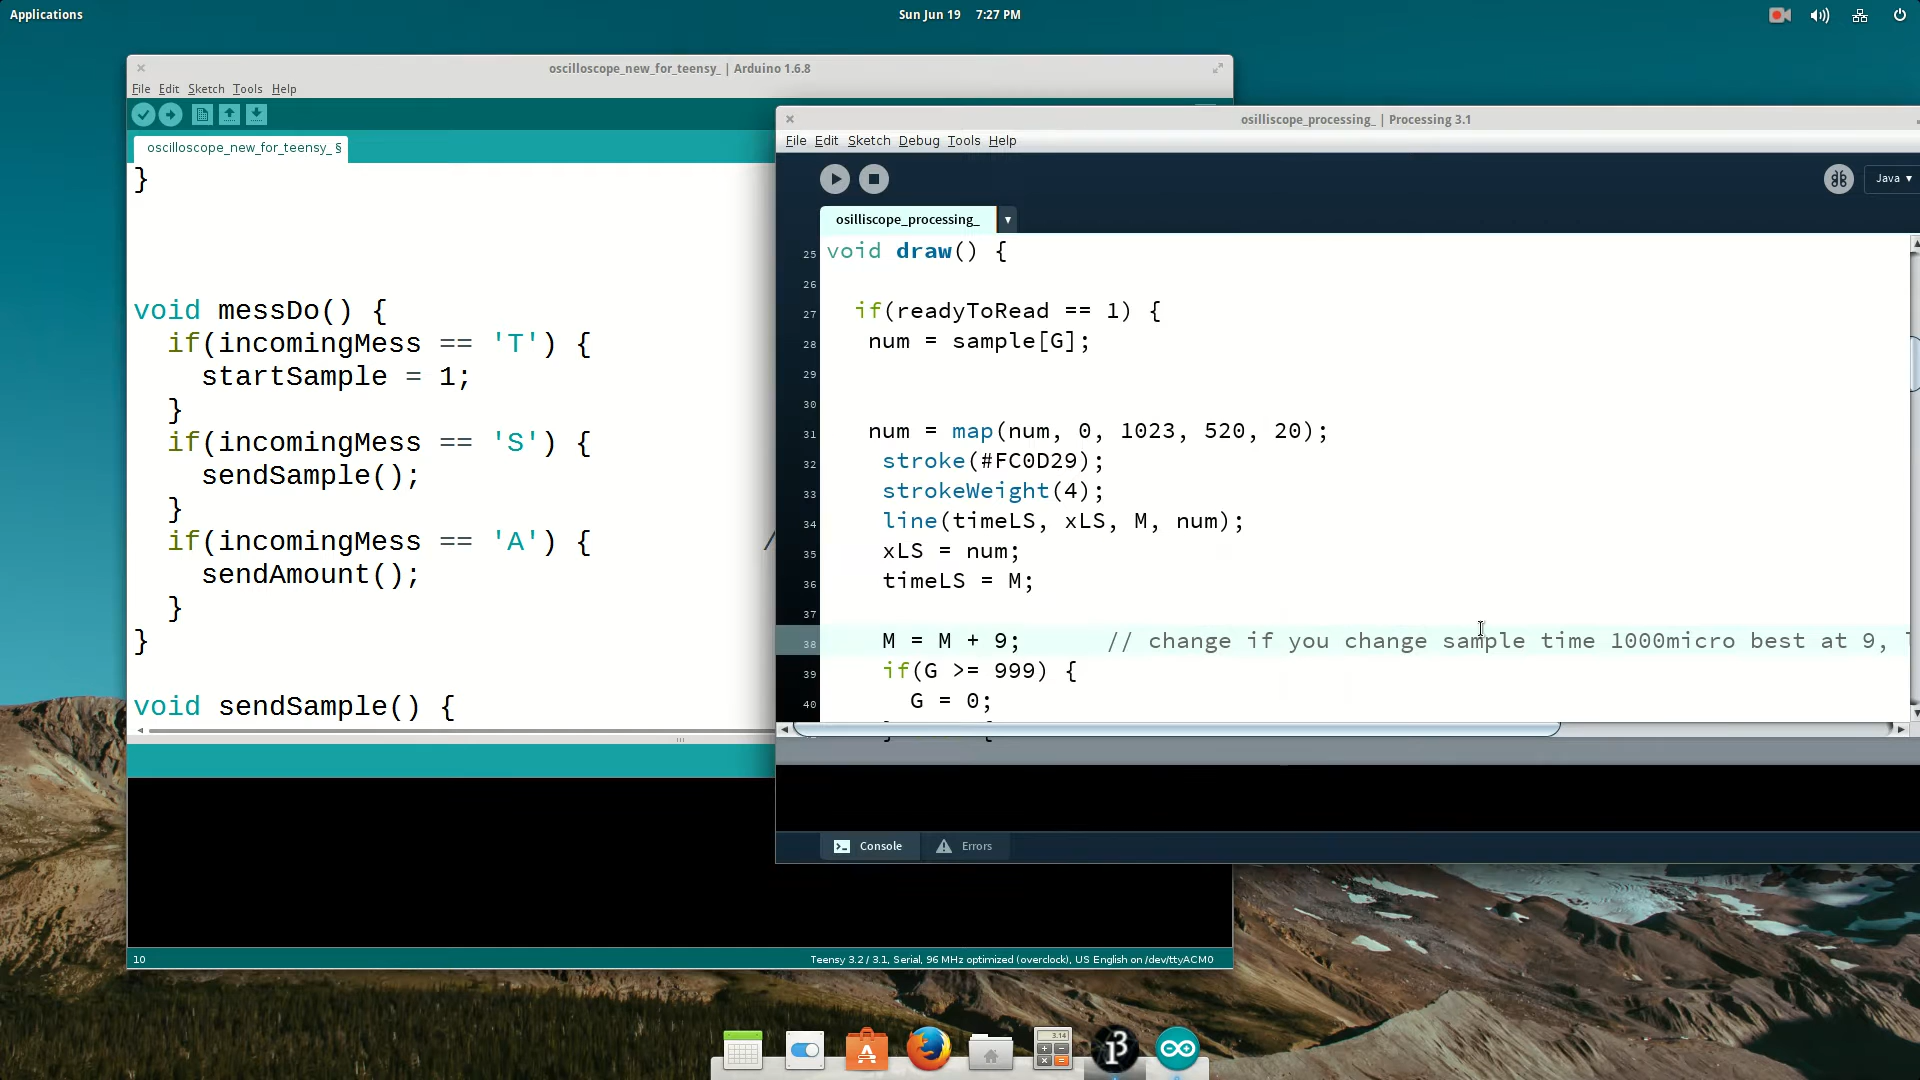 Applications
Sun Jun 19 7:27 PM
oscilloscope_new_for_teensy_ | Arduino 1.6.8
File Edit Sketch Tools Help
oscilloscope_new_for_teensy_ §
}
void messDo() {
if(incomingMess == 'T') {
startSample = 1;
}
if(incomingMess == 'S') {
sendSample();
}
if(incomingMess == 'A') { /
sendAmount();
}
}
void sendSample() {
10
Teensy 3.2 / 3.1, Serial, 96 MHz optimized (overclock), US English on /dev/ttyACM0
osilliscope_processing_ | Processing 3.1
File Edit Sketch Debug Tools Help
Java ▾
osilliscope_processing_ ▾
25 void draw() {
26
27 if(readyToRead == 1) {
28 num = sample[G];
29
30
31 num = map(num, 0, 1023, 520, 20);
32 stroke(#FC0D29);
33 strokeWeight(4);
34 line(timeLS, xLS, M, num);
35 xLS = num;
36 timeLS = M;
37
38 M = M + 9; // change if you change sample time 1000micro best at 9,
39 if(G >= 999) {
40 G = 0;
Console
Errors
3.14